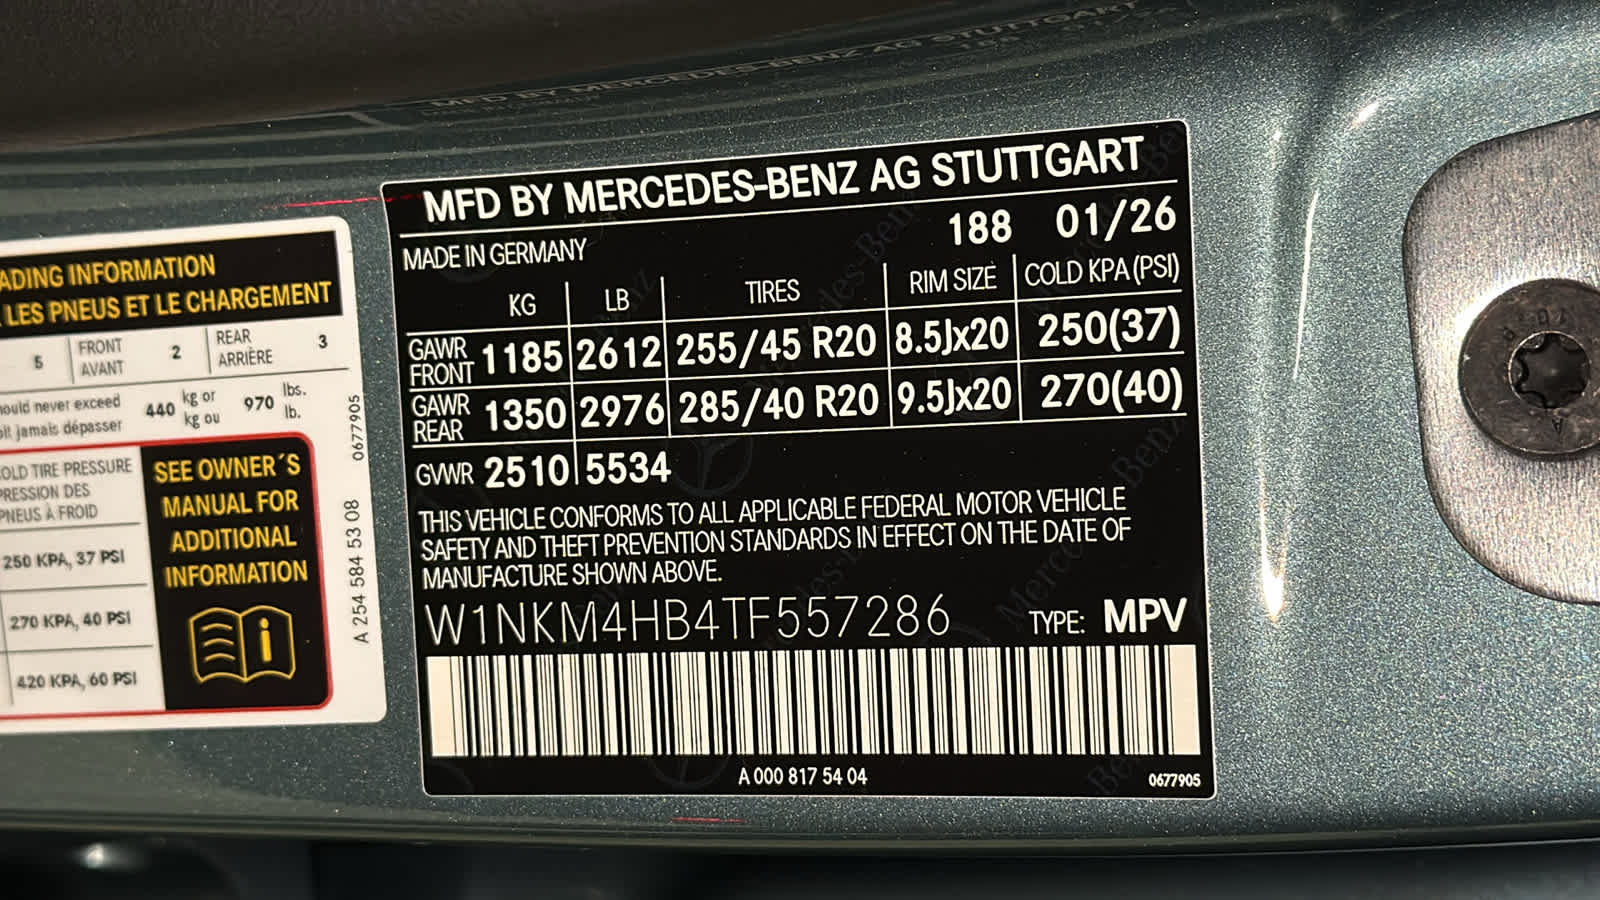 ADING INFORMATION
LES PNEUS ET LE CHARGEMENT
5 FRONT AVANT 2 REAR ARRIÈRE 3
never exceed 440 kg or kg ou 970 lbs. lb.
jamais dépasser
TIRE PRESSURE
PRESSION DES
PNEUS À FROID
250 KPA, 37 PSI
270 KPA, 40 PSI
420 KPA, 60 PSI
SEE OWNER´S
MANUAL FOR
ADDITIONAL
INFORMATION
0677905
A 254 584 53 08
MFD BY MERCEDES-BENZ AG STUTTGART
MADE IN GERMANY 188 01/26
KG LB TIRES RIM SIZE COLD KPA (PSI)
GAWR FRONT 1185 2612 255/45 R20 8.5Jx20 250(37)
GAWR REAR 1350 2976 285/40 R20 9.5Jx20 270(40)
GVWR 2510 5534
THIS VEHICLE CONFORMS TO ALL APPLICABLE FEDERAL MOTOR VEHICLE
SAFETY AND THEFT PREVENTION STANDARDS IN EFFECT ON THE DATE OF
MANUFACTURE SHOWN ABOVE.
W1NKM4HB4TF557286 TYPE: MPV
A 000 817 54 04 0677905